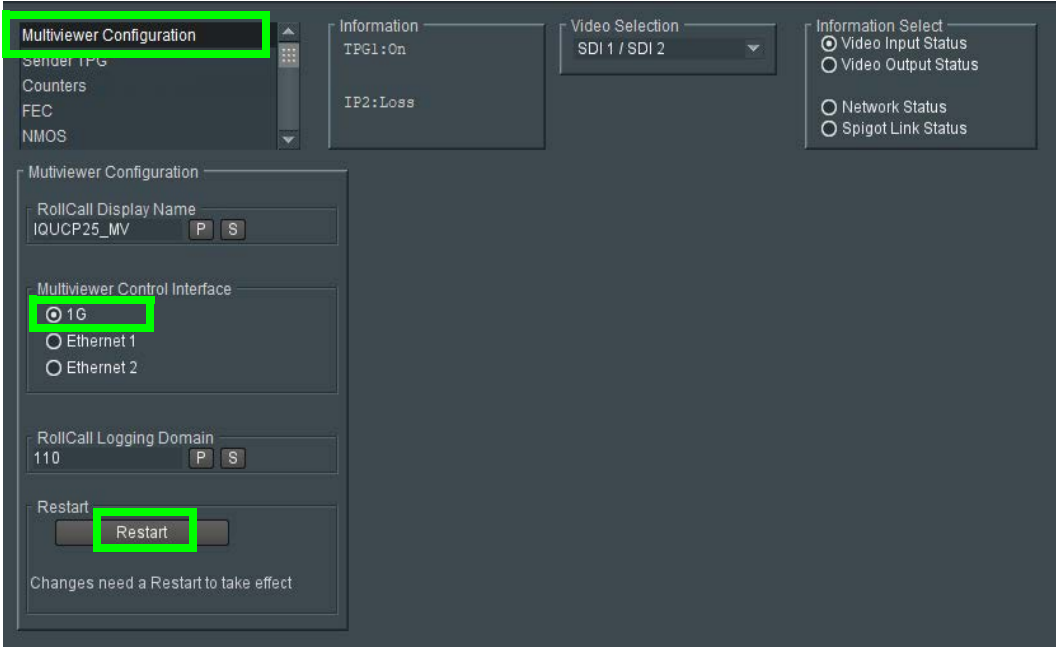 Multiviewer Configuration
Sender TPG
Counters
FEC
NMOS
Information
TPG1:On
IP2:Loss
Video Selection
SDI 1 / SDI 2
Information Select
Video Input Status
Video Output Status
Network Status
Spigot Link Status
Mutiviewer Configuration
RollCall Display Name
IQUCP25_MV P S
Multiviewer Control Interface
1G
Ethernet 1
Ethernet 2
RollCall Logging Domain
110 P S
Restart
Restart
Changes need a Restart to take effect